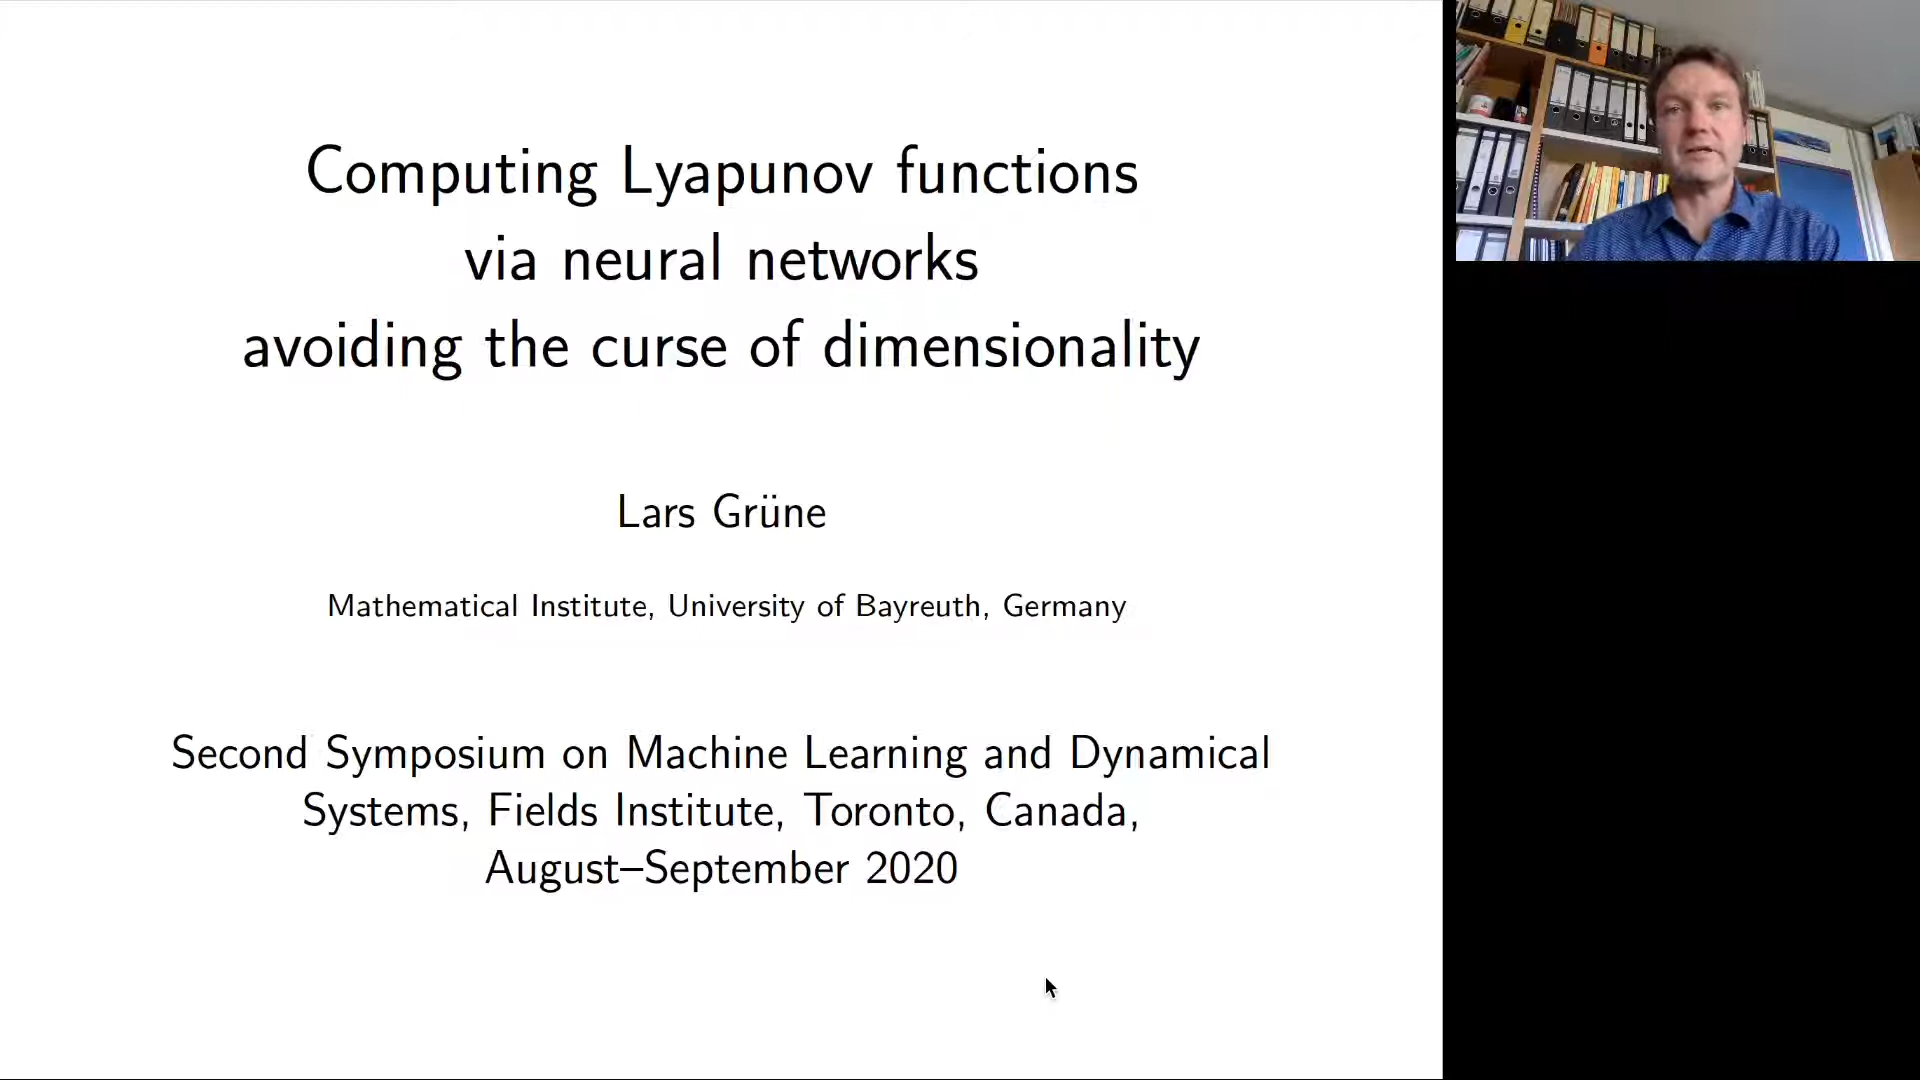 Computing Lyapunov functions
via neural networks
avoiding the curse of dimensionality
Lars Grüne
Mathematical Institute, University of Bayreuth, Germany
Second Symposium on Machine Learning and Dynamical
Systems, Fields Institute, Toronto, Canada,
August–September 2020